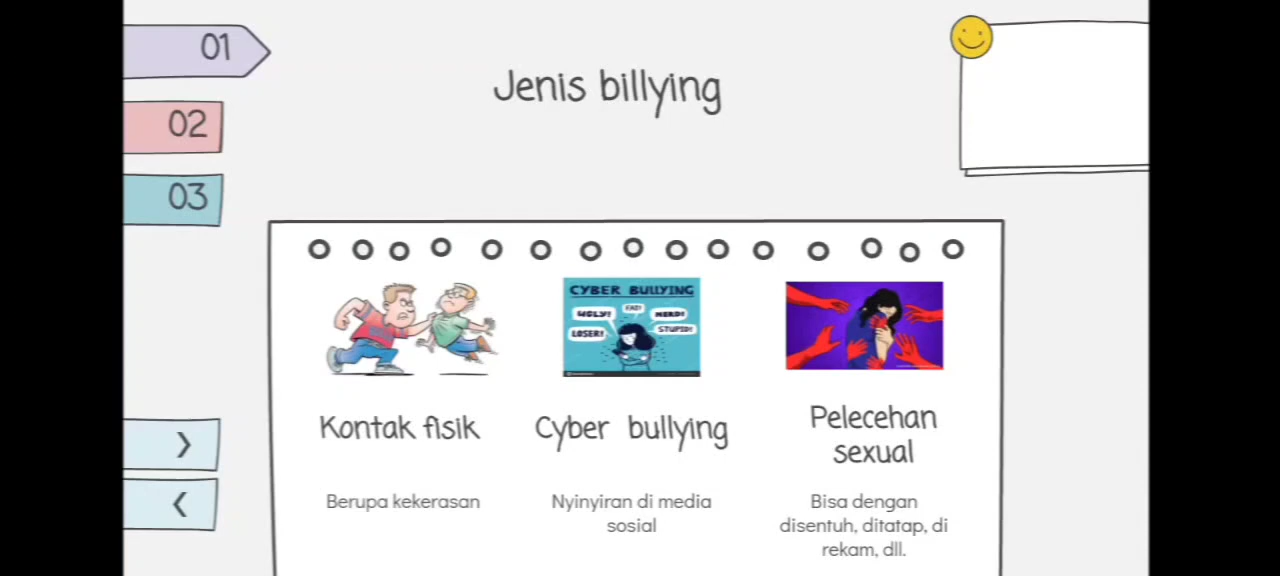 01
Jenis billying
02
03
CYBER BULLYING
UGLY!
FAT!
NERD!
LOSER!
STUPID!
Kontak fisik
Cyber bullying
Pelecehan
sexual
Berupa kekerasan
Nyinyiran di media
sosial
Bisa dengan
disentuh, ditatap, di
rekam, dll.